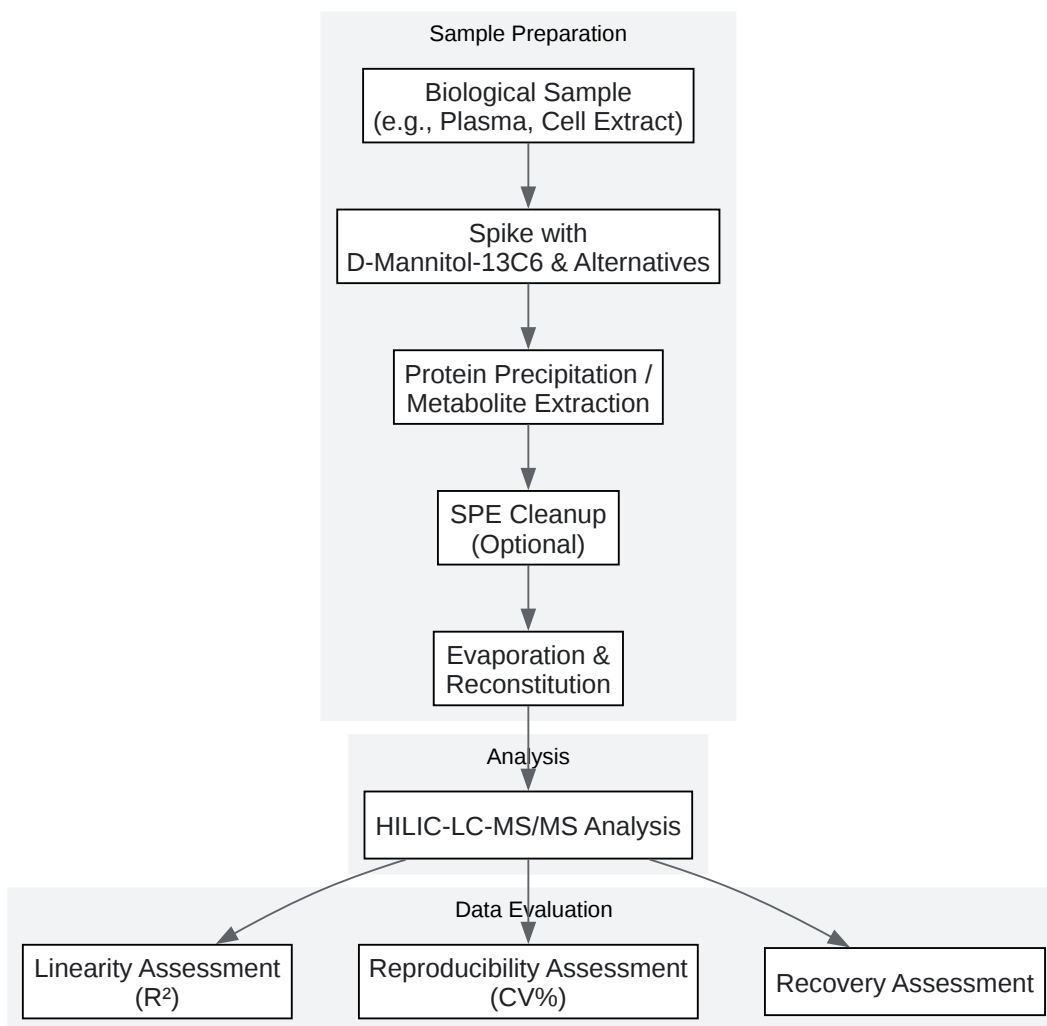 Sample Preparation
Biological Sample
(e.g., Plasma, Cell Extract)
Spike with
D-Mannitol-13C6 & Alternatives
Protein Precipitation /
Metabolite Extraction
SPE Cleanup
(Optional)
Evaporation &
Reconstitution
Analysis
HILIC-LC-MS/MS Analysis
Data Evaluation
Linearity Assessment
(R²)
Reproducibility Assessment
(CV%)
Recovery Assessment